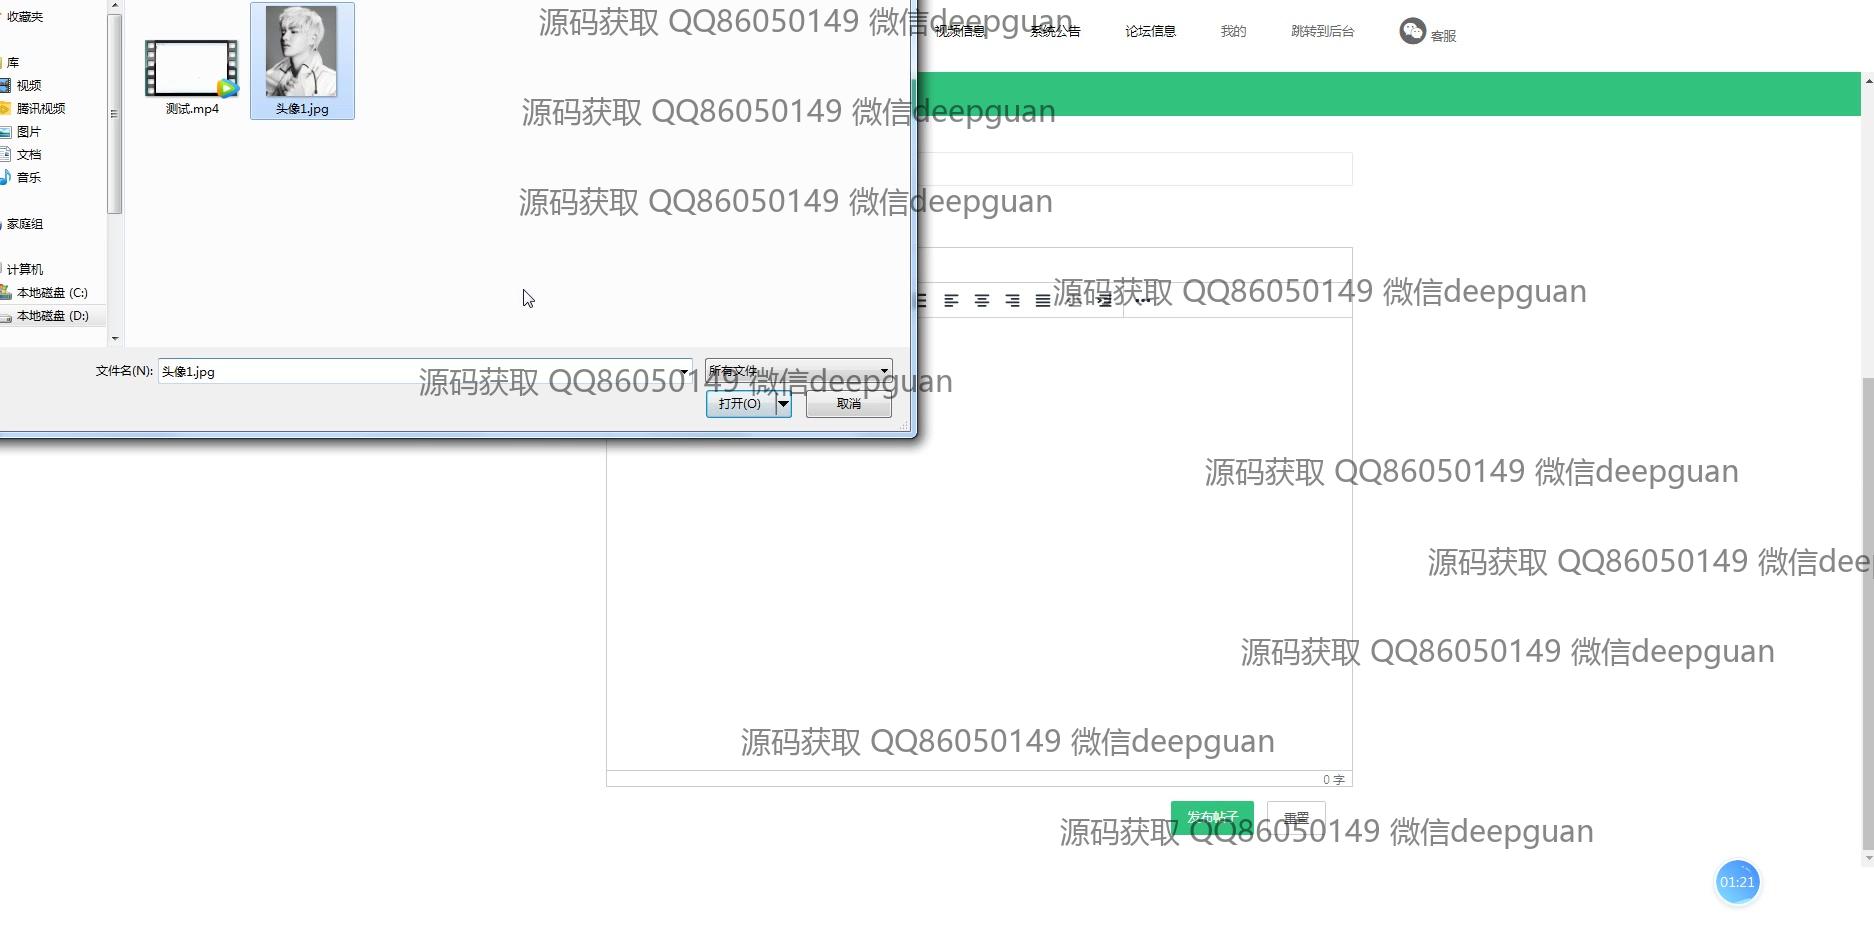 收藏夹
库
视频
腾讯视频
图片
文档
音乐
家庭组
计算机
本地磁盘 (C:)
本地磁盘 (D:)
测试.mp4
头像1.jpg
文件名(N):
头像1.jpg
所有文件
打开(O)
取消
视频信息
系统公告
论坛信息
我的
跳转到后台
客服
源码获取 QQ86050149 微信deepguan
源码获取 QQ86050149 微信deepguan
源码获取 QQ86050149 微信deepguan
源码获取 QQ86050149 微信deepguan
源码获取 QQ86050149 微信deepguan
源码获取 QQ86050149 微信deepguan
源码获取 QQ86050149 微信dee
源码获取 QQ86050149 微信deepguan
源码获取 QQ86050149 微信deepguan
0 字
发布帖子
重置
源码获取 QQ86050149 微信deepguan
01:21